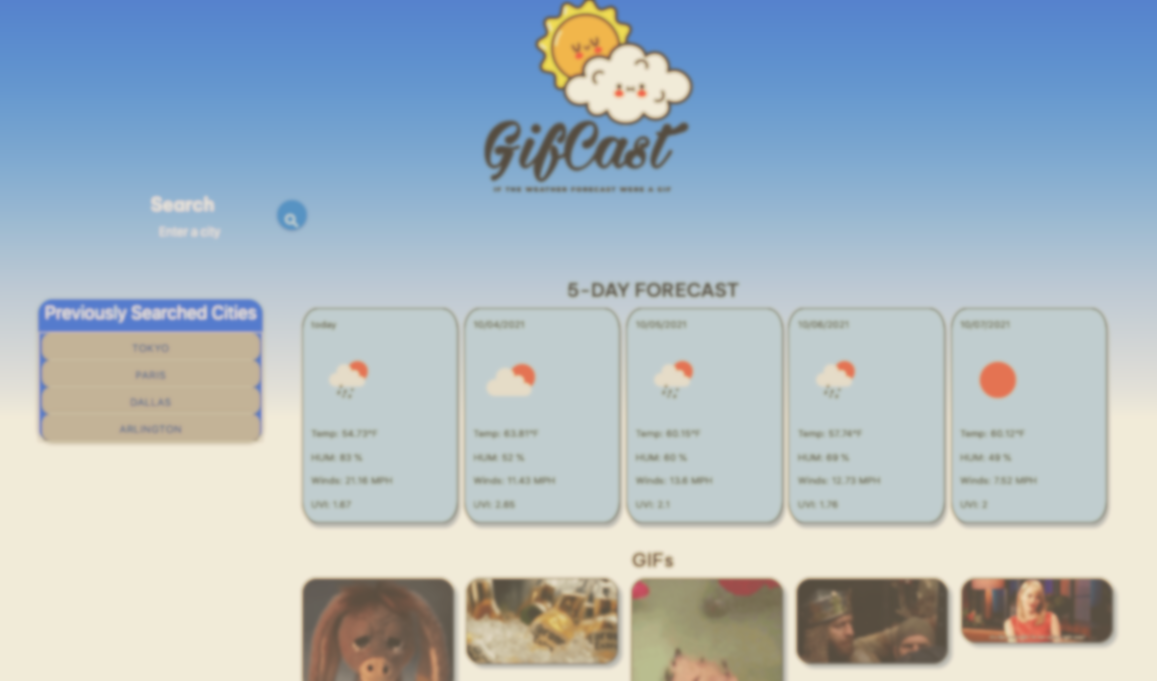 GifCast
IF THE WEATHER FORECAST WERE A GIF
Search
Enter a city
5-DAY FORECAST
Previously Searched Cities
TOKYO
PARIS
DALLAS
ARLINGTON
today
Temp: 54.73°F
HUM: 83 %
Winds: 21.16 MPH
UVI: 1.67
10/04/2021
Temp: 63.81°F
HUM: 52 %
Winds: 11.43 MPH
UVI: 2.85
10/05/2021
Temp: 60.15°F
HUM: 60 %
Winds: 13.8 MPH
UVI: 2.1
10/06/2021
Temp: 57.74°F
HUM: 69 %
Winds: 12.73 MPH
UVI: 1.76
10/07/2021
Temp: 60.12°F
HUM: 49 %
Winds: 7.52 MPH
UVI: 2
GIFs